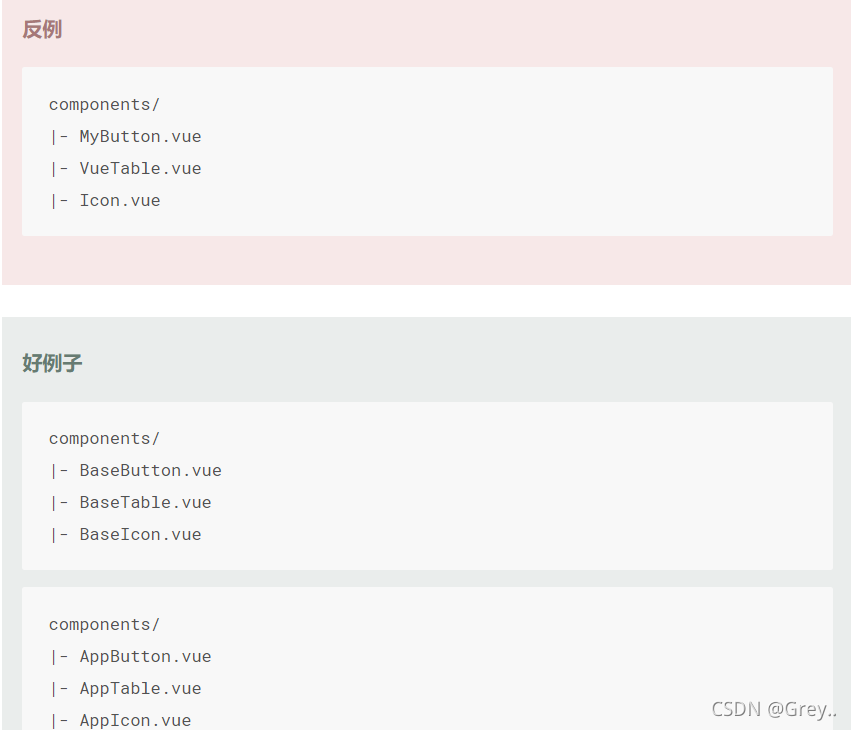 反例
components/
|- MyButton.vue
|- VueTable.vue
|- Icon.vue
好例子
components/
|- BaseButton.vue
|- BaseTable.vue
|- BaseIcon.vue
components/
|- AppButton.vue
|- AppTable.vue
|- AppIcon.vue
CSDN @Grey..